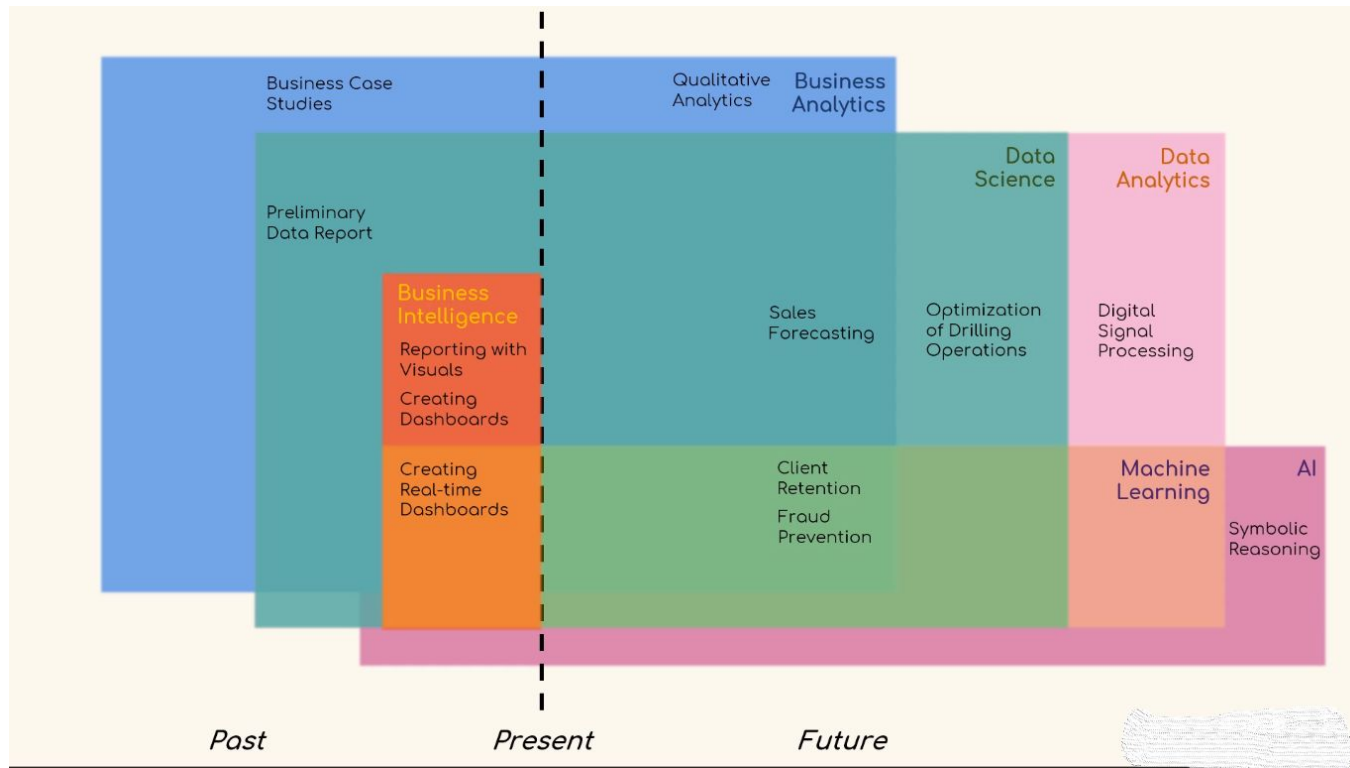 Business Case
Studies
Qualitative
Analytics
Business
Analytics
Data
Science
Data
Analytics
Preliminary
Data Report
Business
Intelligence
Reporting with
Visuals
Creating
Dashboards
Sales
Forecasting
Optimization
of Drilling
Operations
Digital
Signal
Processing
Creating
Real-time
Dashboards
Client
Retention
Fraud
Prevention
Machine
Learning
AI
Symbolic
Reasoning
Past
Present
Future